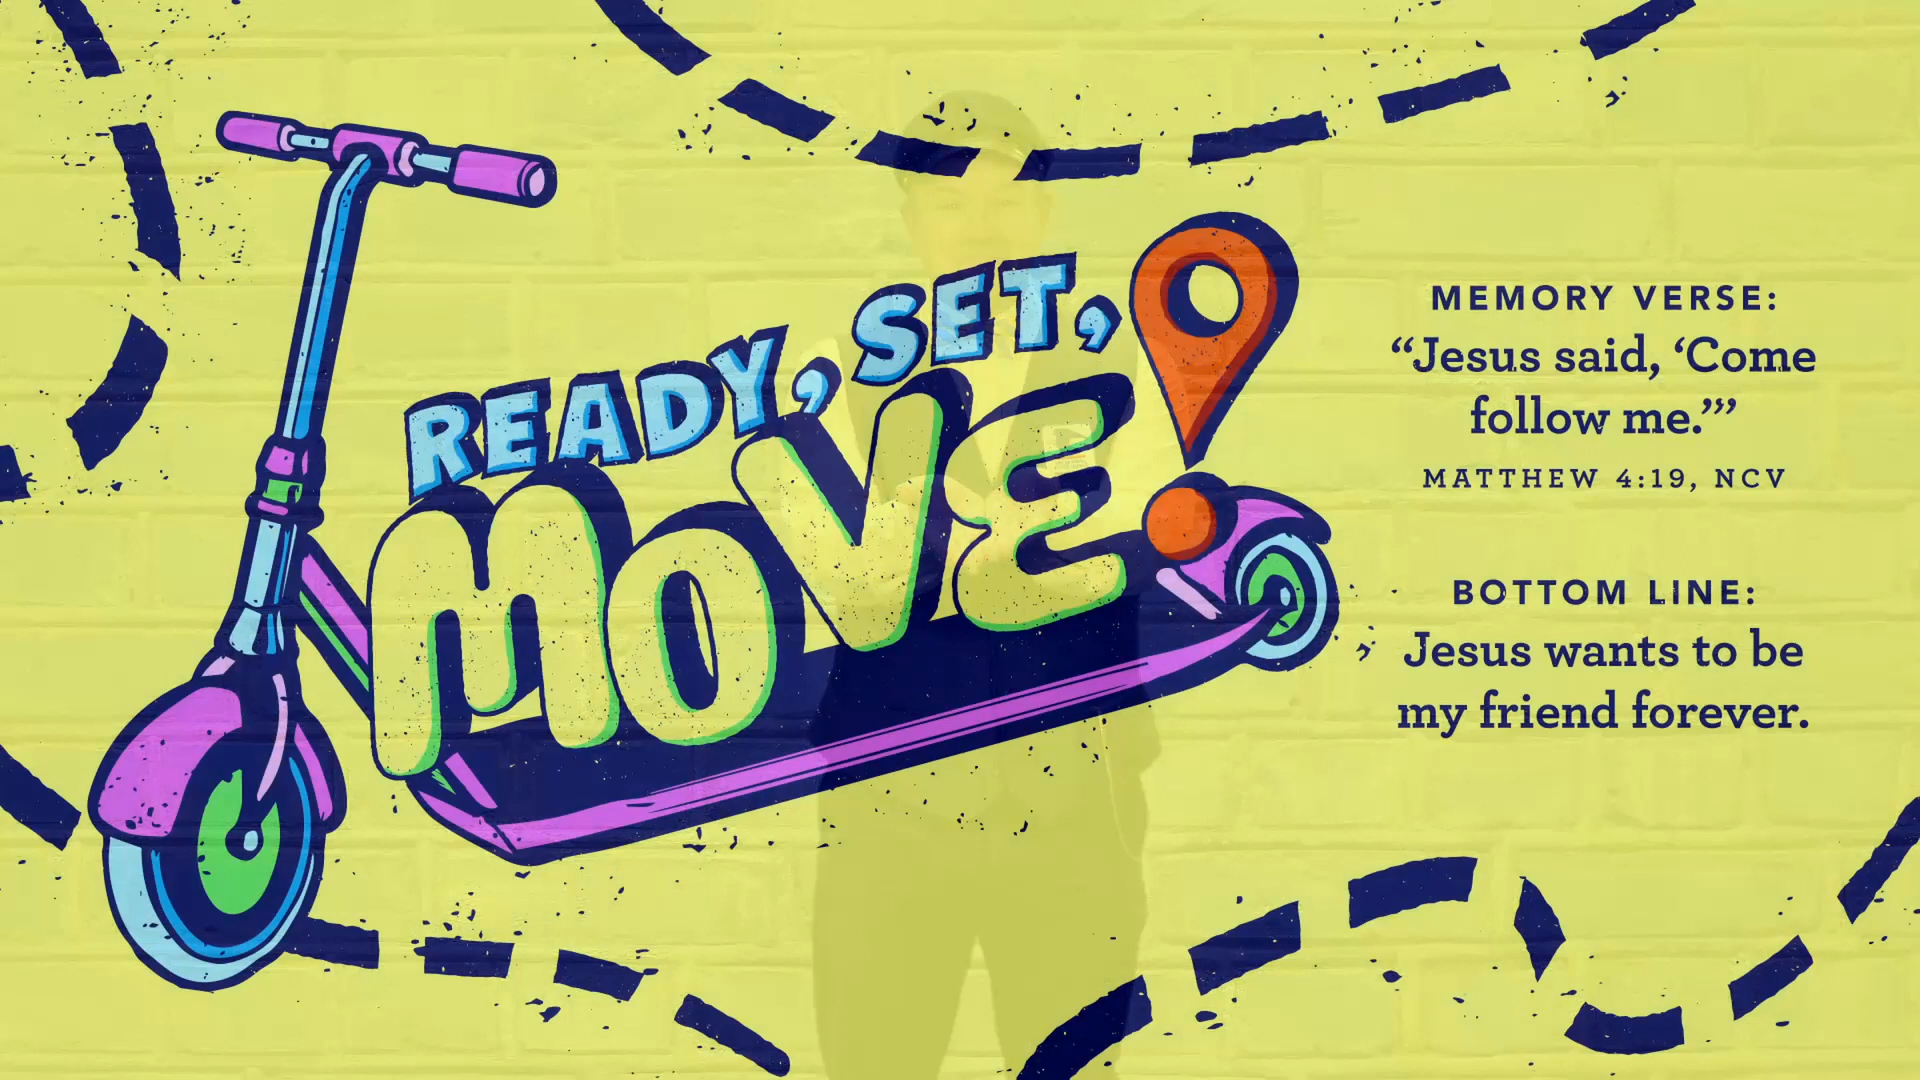 READY, SET,
MOVE!
MEMORY VERSE:
“Jesus said, ‘Come
follow me.’”
MATTHEW 4:19, NCV
BOTTOM LINE:
Jesus wants to be
my friend forever.